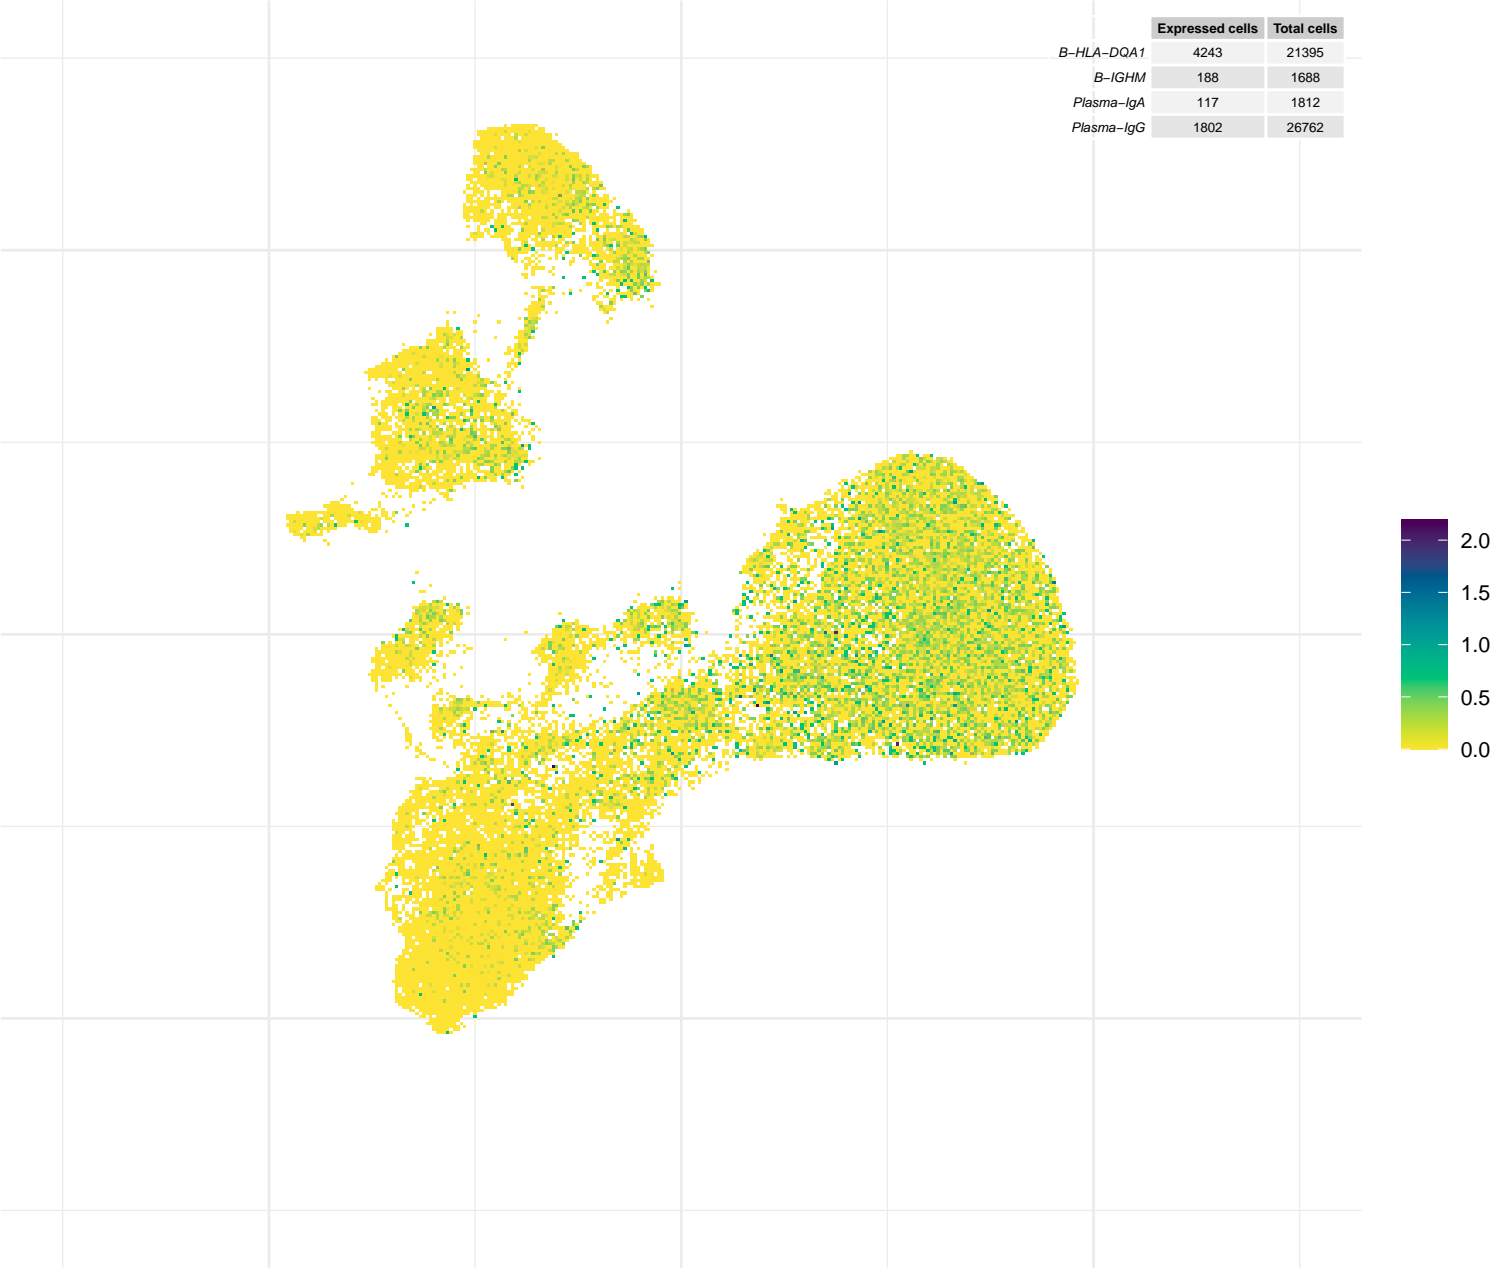 Expressed cells Total cells
B−HLA−DQA1 4243 21395
B−IGHM 188 1688
Plasma−IgA 117 1812
Plasma−IgG 1802 26762
2.0
1.5
1.0
0.5
0.0